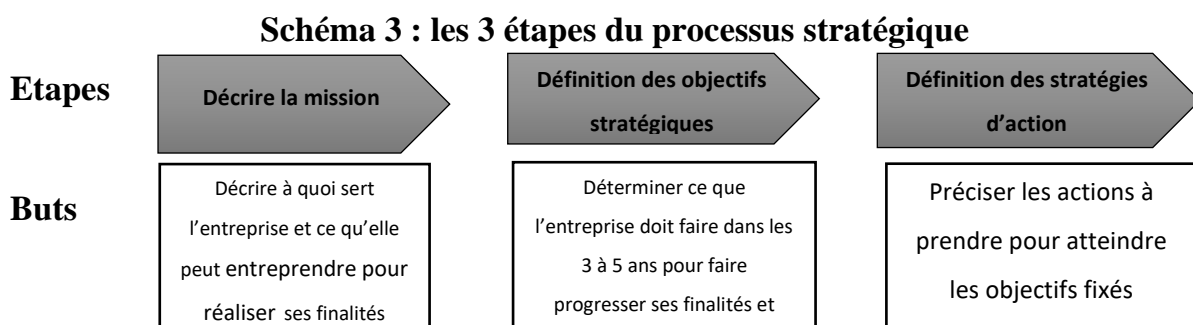 Schéma 3 : les 3 étapes du processus stratégique
Etapes
Décrire la mission
Définition des objectifs
stratégiques
Définition des stratégies
d’action
Buts
Décrire à quoi sert
l’entreprise et ce qu’elle
peut entreprendre pour
réaliser ses finalités
Déterminer ce que
l’entreprise doit faire dans les
3 à 5 ans pour faire
progresser ses finalités et
Préciser les actions à
prendre pour atteindre
les objectifs fixés